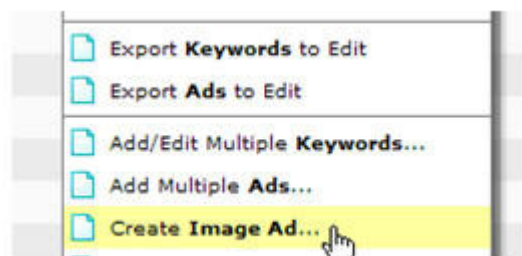 Export Keywords to Edit
Export Ads to Edit
Add/Edit Multiple Keywords...
Add Multiple Ads...
Create Image Ad...